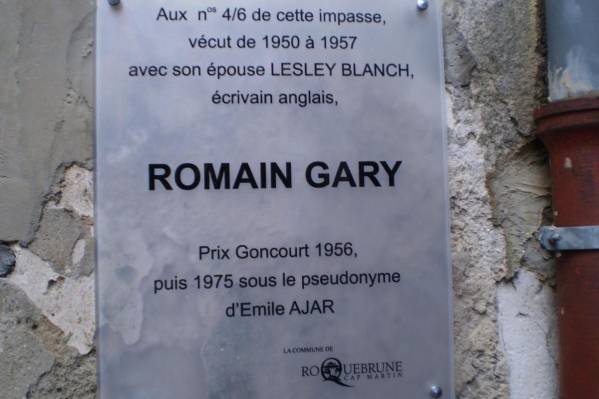 Aux nos 4/6 de cette impasse,
vécut de 1950 à 1957
avec son épouse LESLEY BLANCH,
écrivain anglais,
ROMAIN GARY
Prix Goncourt 1956,
puis 1975 sous le pseudonyme
d'Emile AJAR
LA COMMUNE DE
ROQUEBRUNE
CAP MARTIN